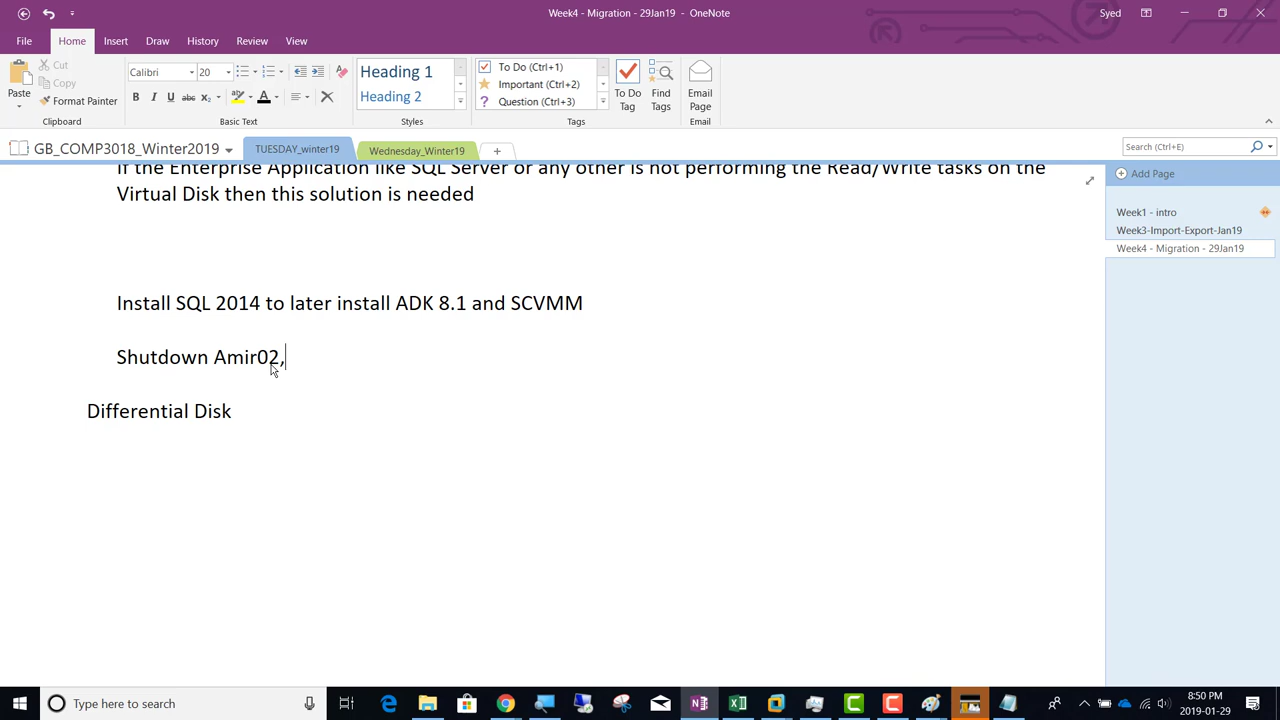 Week4 - Migration - 29Jan19 - OneNote
Syed
File Home Insert Draw History Review View
Paste
Cut
Copy
Format Painter
Clipboard
Calibri 20
B I U abc x₂ A
Basic Text
Heading 1
Heading 2
Styles
To Do (Ctrl+1)
Important (Ctrl+2)
Question (Ctrl+3)
Tags
To Do Tag
Find Tags
Email Page
Email
GB_COMP3018_Winter2019
TUESDAY_winter19
Wednesday_Winter19
Search (Ctrl+E)
If the Enterprise Application like SQL Server or any other is not performing the Read/Write tasks on the
Virtual Disk then this solution is needed
Install SQL 2014 to later install ADK 8.1 and SCVMM
Shutdown Amir02,
Differential Disk
Add Page
Week1 - intro
Week3-Import-Export-Jan19
Week4 - Migration - 29Jan19
Type here to search
8:50 PM
2019-01-29